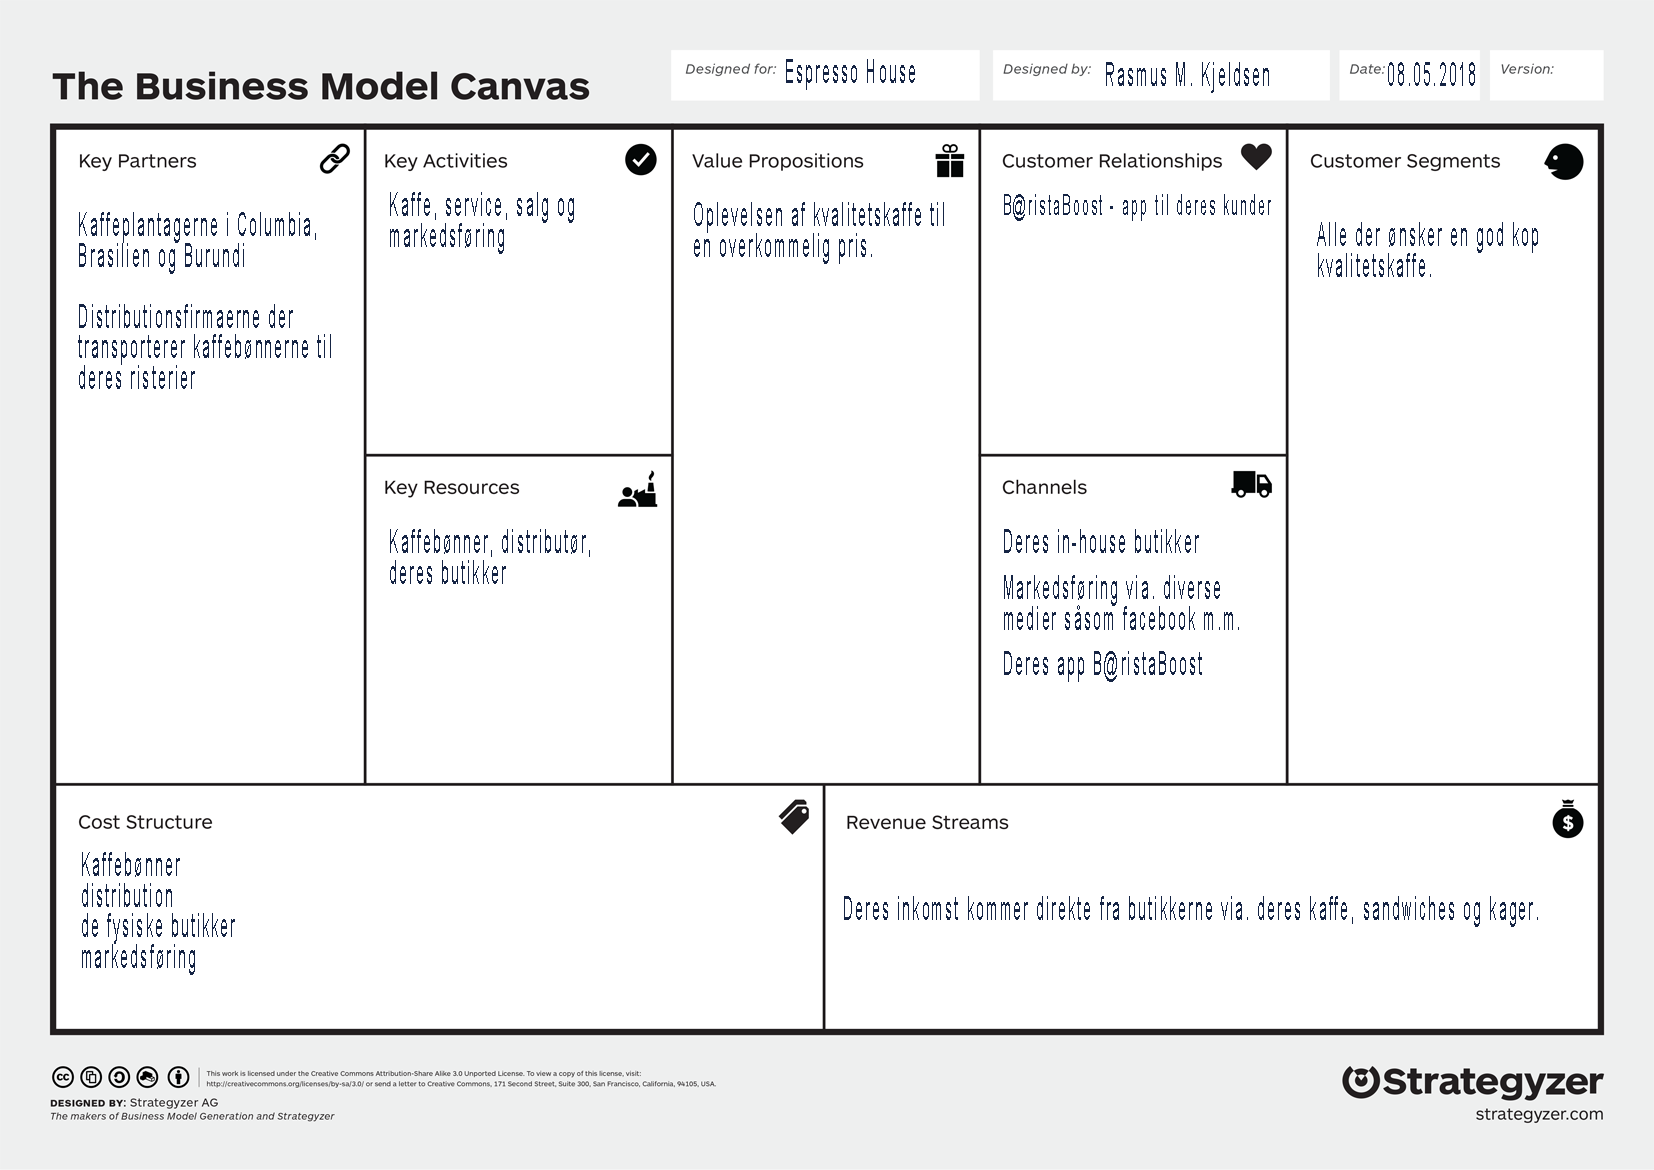 The Business Model Canvas
Designed for: Espresso House
Designed by: Rasmus M. Kjeldsen
Date: 08.05.2018
Version:
Key Partners
Kaffeplantagerne i Columbia,
Brasilien og Burundi
Distributionsfirmaerne der
transporterer kaffebønnerne til
deres risterier
Key Activities
Kaffe, service, salg og
markedsføring
Key Resources
Kaffebønner, distributør,
deres butikker
Value Propositions
Oplevelsen af kvalitetskaffe til
en overkommelig pris.
Customer Relationships
B@ristaBoost - app til deres kunder
Channels
Deres in-house butikker
Markedsføring via. diverse
medier såsom facebook m.m.
Deres app B@ristaBoost
Customer Segments
Alle der ønsker en god kop
kvalitetskaffe.
Cost Structure
Kaffebønner
distribution
de fysiske butikker
markedsføring
Revenue Streams
$
Deres inkomst kommer direkte fra butikkerne via. deres kaffe, sandwiches og kager.
cc
This work is licensed under the Creative Commons Attribution-Share Alike 3.0 Unported License. To view a copy of this license, visit:
http://creativecommons.org/licenses/by-sa/3.0/ or send a letter to Creative Commons, 171 Second Street, Suite 300, San Francisco, California, 94105, USA.
DESIGNED BY: Strategyzer AG
The makers of Business Model Generation and Strategyzer
Strategyzer
strategyzer.com